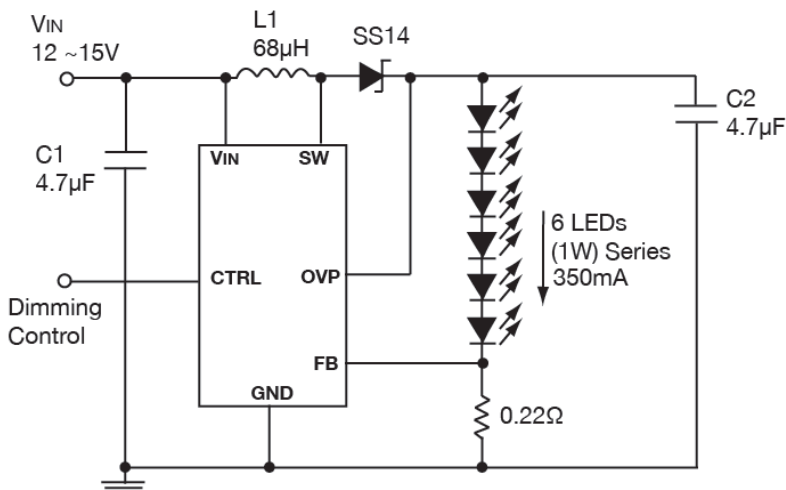 VIN
12 ~15V
L1
68µH
SS14
C2
4.7µF
C1
4.7µF
VIN
SW
6 LEDs
(1W) Series
350mA
CTRL
OVP
Dimming
Control
FB
GND
0.22Ω